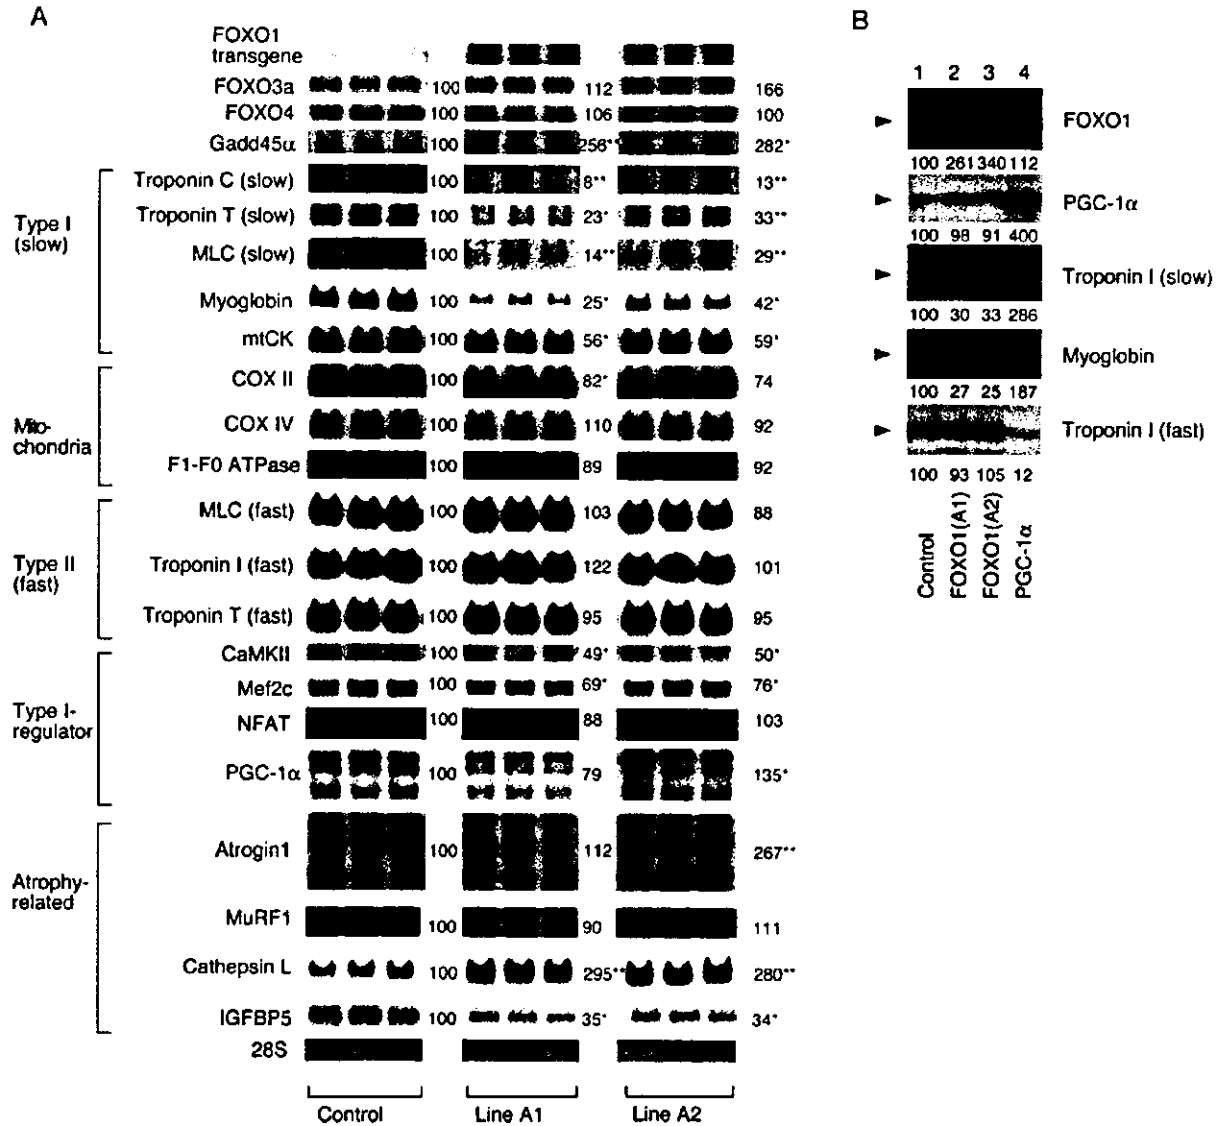 A
FOXO1 transgene
FOXO3a 100 112 166
FOXO4 100 106 100
Gadd45α 100 256** 282*
Type I (slow)
Troponin C (slow) 100 8** 13**
Troponin T (slow) 100 23* 33**
MLC (slow) 100 14** 29**
Myoglobin 100 25* 42*
mtCK 100 56* 59*
Mito-chondria
COX II 100 82* 74
COX IV 100 110 92
F1-F0 ATPase 100 89 92
Type II (fast)
MLC (fast) 100 103 88
Troponin I (fast) 100 122 101
Troponin T (fast) 100 95 95
Type I-regulator
CaMKII 100 49* 50*
Mef2c 100 69* 76*
NFAT 100 88 103
PGC-1α 100 79 135*
Atrophy-related
Atrogin1 100 112 267**
MuRF1 100 90 111
Cathepsin L 100 295** 280**
IGFBP5 100 35* 34*
28S
Control Line A1 Line A2
B
1 2 3 4
FOXO1
100 261 340 112
PGC-1α
100 98 91 400
Troponin I (slow)
100 30 33 286
Myoglobin
100 27 25 187
Troponin I (fast)
100 93 105 12
Control
FOXO1(A1)
FOXO1(A2)
PGC-1α